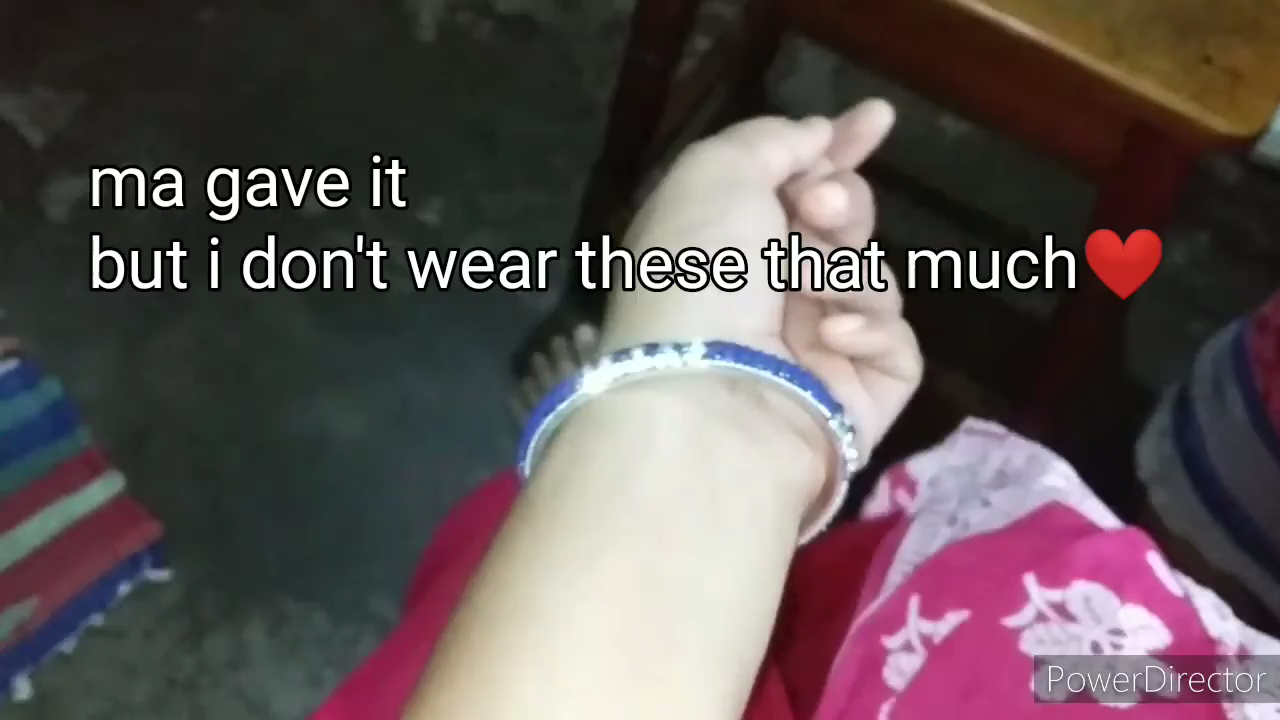 ma gave it
but i don't wear these that much❤️
PowerDirector